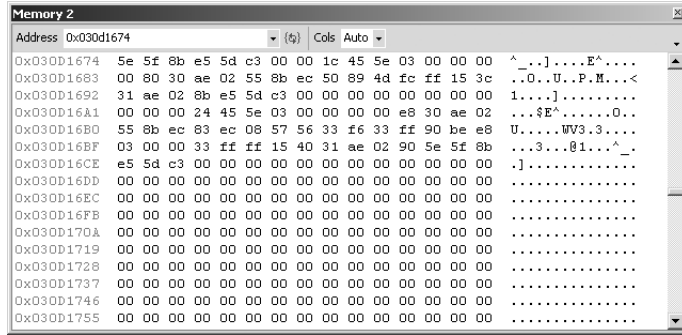 Memory 2
Address 0x030d1674 Cols Auto
0x030D1674 5e 5f 8b e5 5d c3 00 00 1c 45 5e 03 00 00 00 ^_..]....E^....
0x030D1683 00 80 30 ae 02 55 8b ec 50 89 4d fc ff 15 3c ..0..U..P.M...<
0x030D1692 31 ae 02 8b e5 5d c3 00 00 00 00 00 00 00 00 1....].........
0x030D16A1 00 00 00 24 45 5e 03 00 00 00 00 e8 30 ae 02 ...$E^......0..
0x030D16B0 55 8b ec 83 ec 08 57 56 33 f6 33 ff 90 be e8 U.....WV3.3....
0x030D16BF 03 00 00 33 ff ff 15 40 31 ae 02 90 5e 5f 8b ...3...@1...^_.
0x030D16CE e5 5d c3 00 00 00 00 00 00 00 00 00 00 00 00 .].............
0x030D16DD 00 00 00 00 00 00 00 00 00 00 00 00 00 00 00 ...............
0x030D16EC 00 00 00 00 00 00 00 00 00 00 00 00 00 00 00 ...............
0x030D16FB 00 00 00 00 00 00 00 00 00 00 00 00 00 00 00 ...............
0x030D170A 00 00 00 00 00 00 00 00 00 00 00 00 00 00 00 ...............
0x030D1719 00 00 00 00 00 00 00 00 00 00 00 00 00 00 00 ...............
0x030D1728 00 00 00 00 00 00 00 00 00 00 00 00 00 00 00 ...............
0x030D1737 00 00 00 00 00 00 00 00 00 00 00 00 00 00 00 ...............
0x030D1746 00 00 00 00 00 00 00 00 00 00 00 00 00 00 00 ...............
0x030D1755 00 00 00 00 00 00 00 00 00 00 00 00 00 00 00 ...............